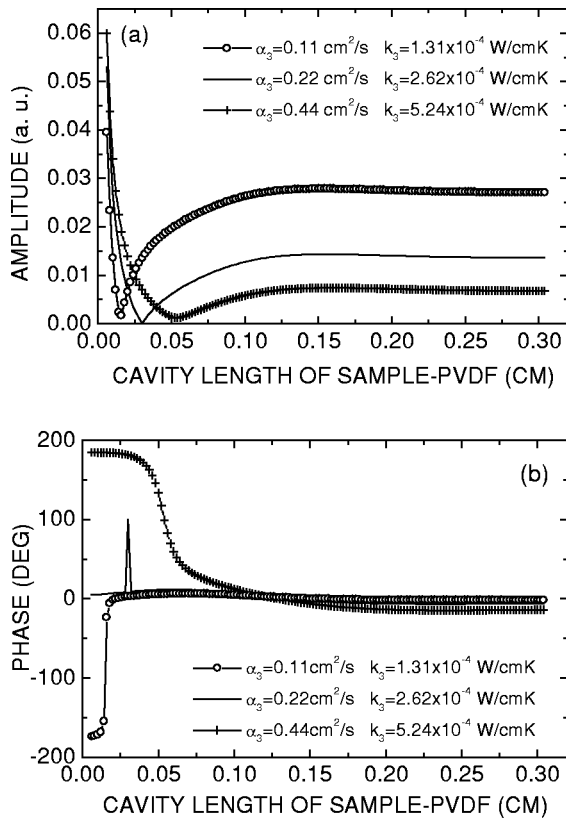 (a)
α₃=0.11 cm²/s k₃=1.31x10⁻⁴ W/cmK
α₃=0.22 cm²/s k₃=2.62x10⁻⁴ W/cmK
α₃=0.44 cm²/s k₃=5.24x10⁻⁴ W/cmK
AMPLITUDE (a. u.)
0.06
0.05
0.04
0.03
0.02
0.01
0.00
0.00 0.05 0.10 0.15 0.20 0.25 0.30
CAVITY LENGTH OF SAMPLE-PVDF (CM)
(b)
PHASE (DEG)
200
100
0
-100
-200
α₃=0.11cm²/s k₃=1.31x10⁻⁴ W/cmK
α₃=0.22cm²/s k₃=2.62x10⁻⁴ W/cmK
α₃=0.44cm²/s k₃=5.24x10⁻⁴ W/cmK
0.00 0.05 0.10 0.15 0.20 0.25 0.30
CAVITY LENGTH OF SAMPLE-PVDF (CM)